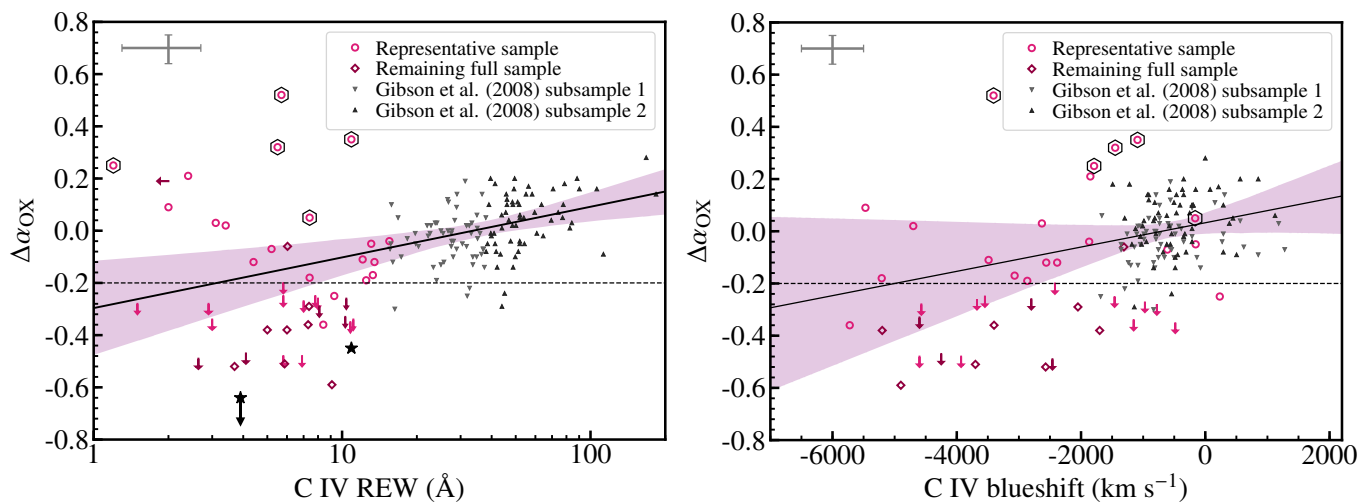 0.8
0.6
0.4
0.2
0.0
-0.2
-0.4
-0.6
-0.8
ΔαOX
Representative sample
Remaining full sample
Gibson et al. (2008) subsample 1
Gibson et al. (2008) subsample 2
1
10
100
C IV REW (Å)
0.8
0.6
0.4
0.2
0.0
-0.2
-0.4
-0.6
-0.8
ΔαOX
Representative sample
Remaining full sample
Gibson et al. (2008) subsample 1
Gibson et al. (2008) subsample 2
-6000
-4000
-2000
0
2000
C IV blueshift (km s⁻¹)